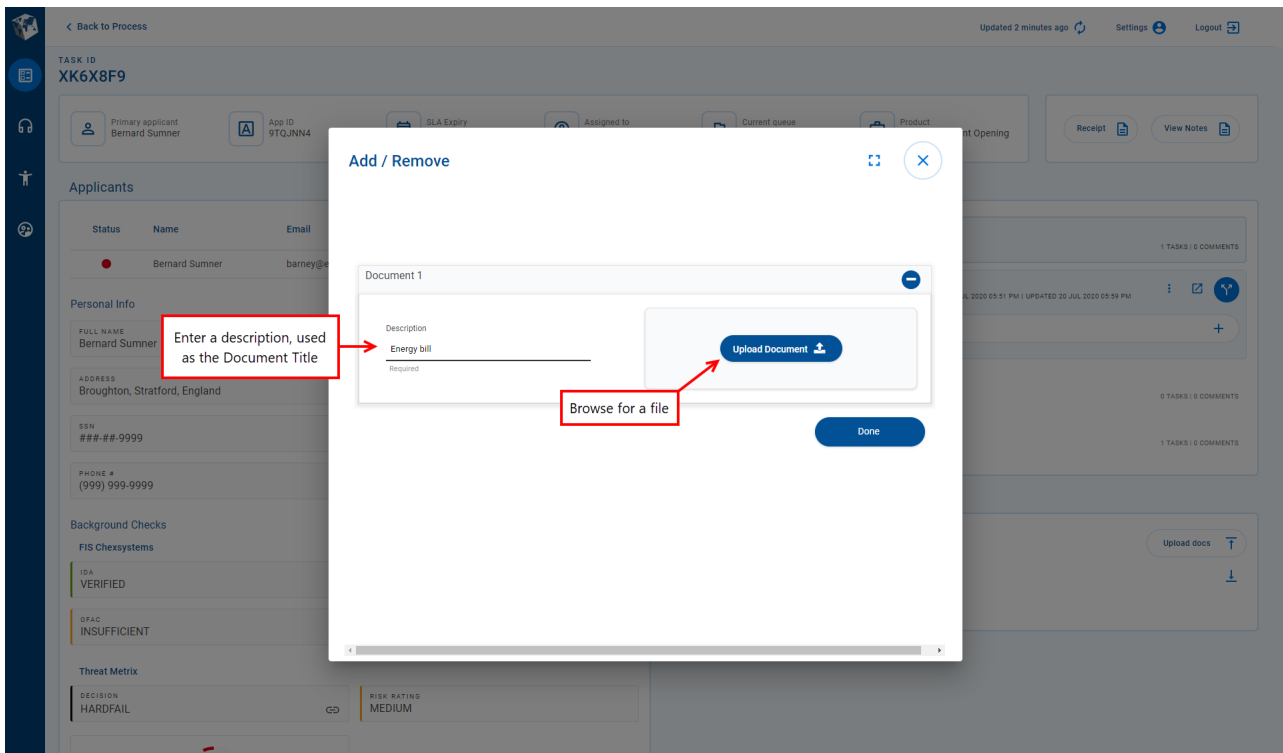 Back to Process
Updated 2 minutes ago
Settings
Logout
TASK ID
XK6X8F9
Primary applicant
Bernard Sumner
App ID
9TQJNN4
SLA Expiry
Assigned to
Current queue
Product
nt Opening
Receipt
View Notes
Applicants
Status Name Email
Bernard Sumner barney@e
Personal Info
FULL NAME
Bernard Sumner
ADDRESS
Broughton, Stratford, England
SSN
###-##-9999
PHONE #
(999) 999-9999
Background Checks
FIS Chexsystems
IDA
VERIFIED
OFAC
INSUFFICIENT
Threat Metrix
DECISION
HARDFAIL
RISK RATING
MEDIUM
Add / Remove
Document 1
Description
Energy bill
Required
Upload Document
Done
Enter a description, used
as the Document Title
Browse for a file
1 TASKS | 0 COMMENTS
JUL 2020 05:51 PM | UPDATED 20 JUL 2020 05:59 PM
0 TASKS | 0 COMMENTS
1 TASKS | 0 COMMENTS
Upload docs